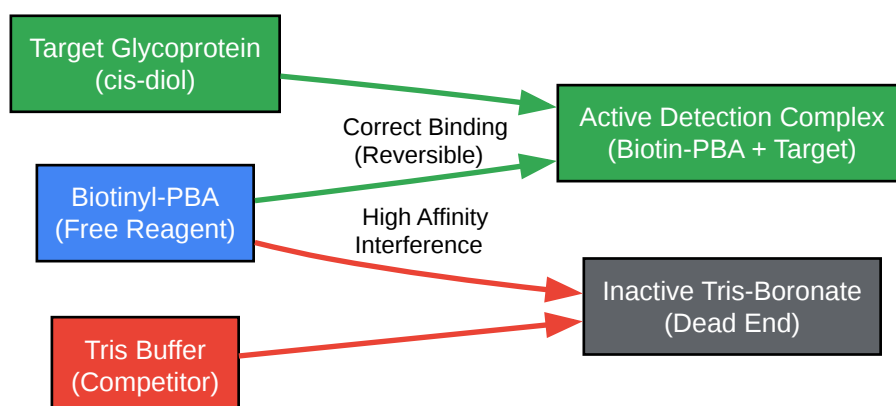 Target Glycoprotein
(cis-diol)
Active Detection Complex
(Biotin-PBA + Target)
Correct Binding
(Reversible)
Biotinyl-PBA
(Free Reagent)
High Affinity
Interference
Inactive Tris-Boronate
(Dead End)
Tris Buffer
(Competitor)